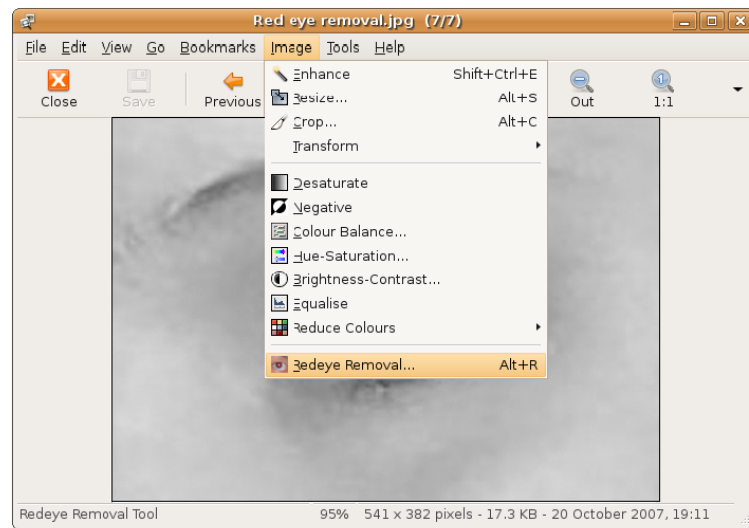 Red eye removal.jpg (7/7)
File Edit View Go Bookmarks Image Tools Help
Close Save Previous Out 1:1
Enhance Shift+Ctrl+E
Resize... Alt+S
Crop... Alt+C
Transform
Desaturate
Negative
Colour Balance...
Hue-Saturation...
Brightness-Contrast...
Equalise
Reduce Colours
Redeye Removal... Alt+R
Redeye Removal Tool 95% 541 x 382 pixels - 17.3 KB - 20 October 2007, 19:11